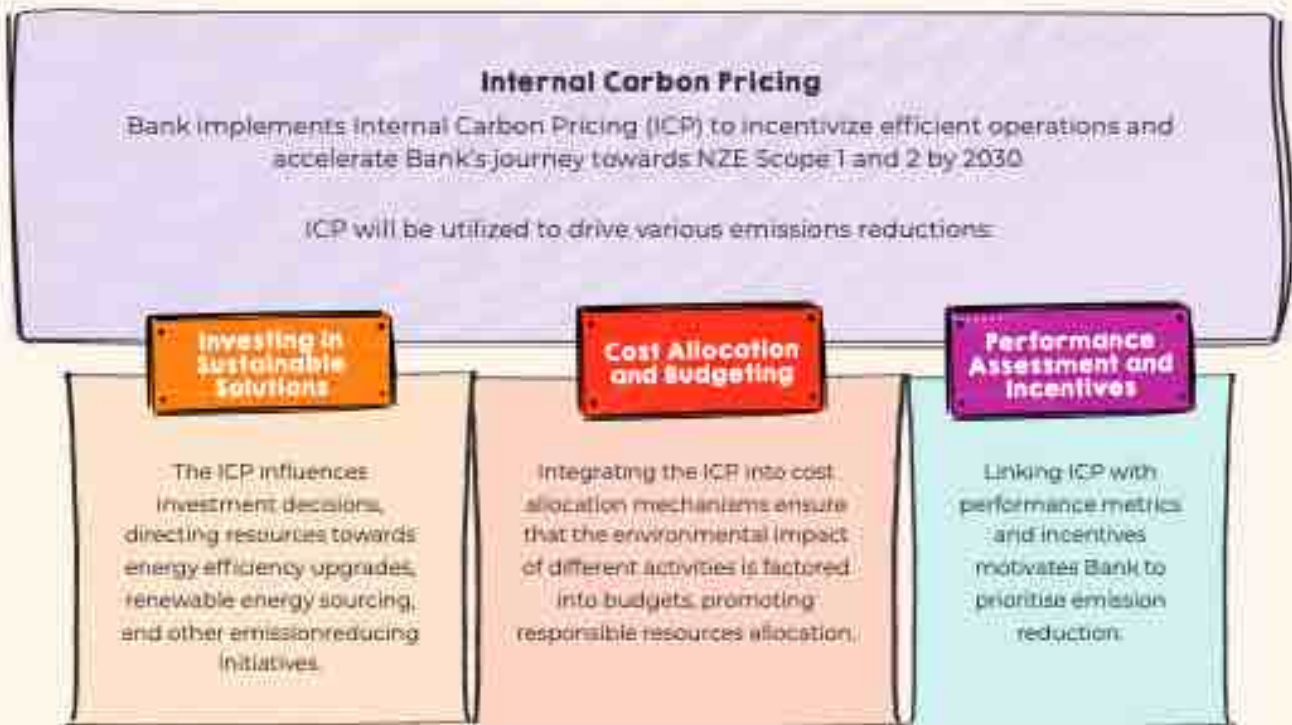 Internal Carbon Pricing
Bank implements Internal Carbon Pricing (ICP) to incentivize efficient operations and
accelerate Bank's journey towards NZE Scope 1 and 2 by 2030
ICP will be utilized to drive various emissions reductions:
Investing in
Sustainable
Solutions
The ICP influences
investment decisions,
directing resources towards
energy efficiency upgrades,
renewable energy sourcing,
and other emissionreducing
initiatives.
Cost Allocation
and Budgeting
Integrating the ICP into cost
allocation mechanisms ensure
that the environmental impact
of different activities is factored
into budgets, promoting
responsible resources allocation.
Performance
Assessment and
Incentives
Linking ICP with
performance metrics
and incentives
motivates Bank to
prioritise emission
reduction.